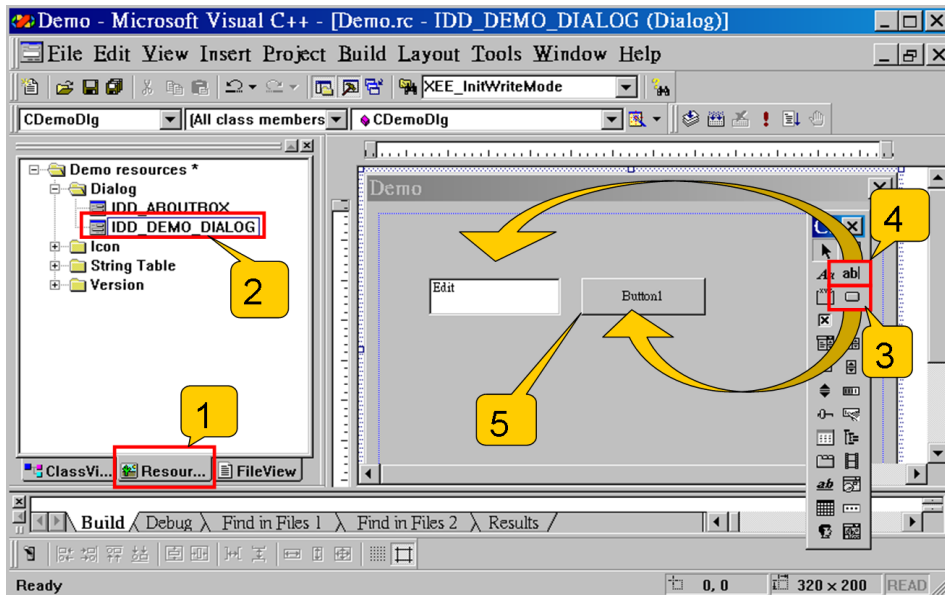 Demo - Microsoft Visual C++ - [Demo.rc - IDD_DEMO_DIALOG (Dialog)]
File Edit View Insert Project Build Layout Tools Window Help
XEE_InitWriteMode
CDemoDlg [All class members CDemoDlg
Demo resources *
Dialog
IDD_ABOUTBOX
IDD_DEMO_DIALOG
Icon
String Table
Version
2
1
ClassVi... Resour... FileView
Demo
Edit
Button1
5
4
Aa ab|
3
ab
Build Debug Find in Files 1 Find in Files 2 Results
Ready 0, 0 320 x 200 READ